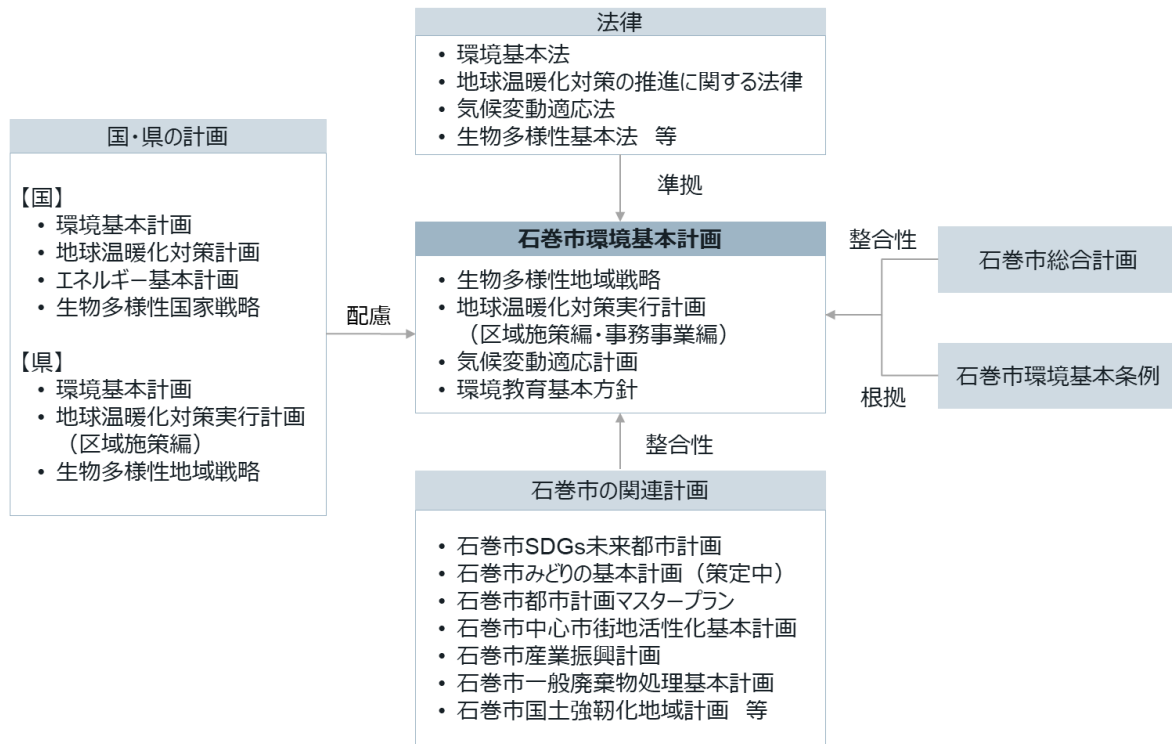 法律
• 環境基本法
• 地球温暖化対策の推進に関する法律
• 気候変動適応法
• 生物多様性基本法 等
準拠
国・県の計画
【国】
• 環境基本計画
• 地球温暖化対策計画
• エネルギー基本計画
• 生物多様性国家戦略
【県】
• 環境基本計画
• 地球温暖化対策実行計画
（区域施策編）
• 生物多様性地域戦略
配慮
石巻市環境基本計画
• 生物多様性地域戦略
• 地球温暖化対策実行計画
（区域施策編・事務事業編）
• 気候変動適応計画
• 環境教育基本方針
整合性
石巻市総合計画
石巻市環境基本条例
根拠
整合性
石巻市の関連計画
• 石巻市SDGs未来都市計画
• 石巻市みどりの基本計画（策定中）
• 石巻市都市計画マスタープラン
• 石巻市中心市街地活性化基本計画
• 石巻市産業振興計画
• 石巻市一般廃棄物処理基本計画
• 石巻市国土強靭化地域計画 等